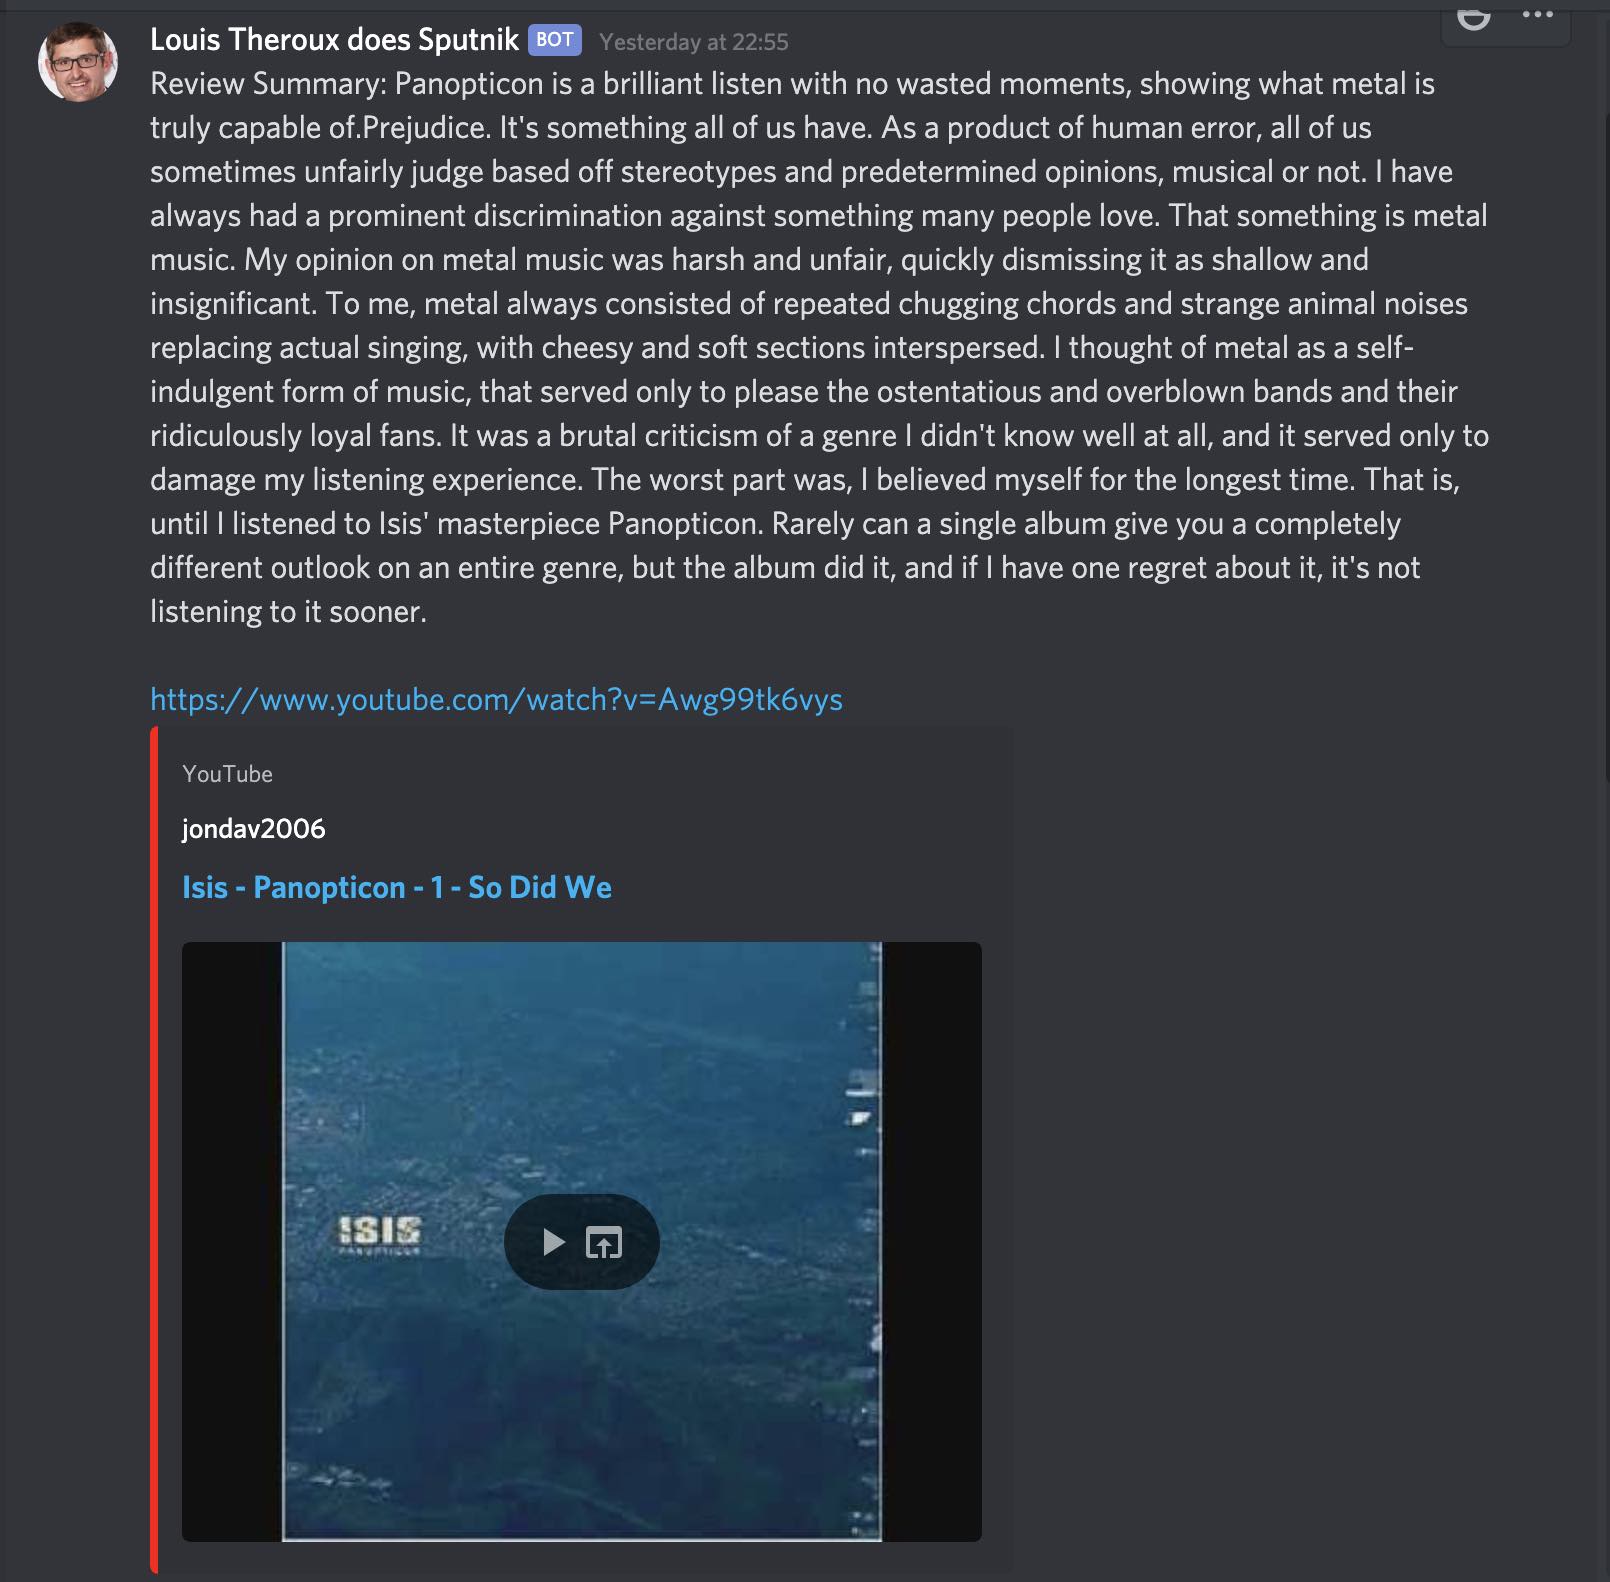 Louis Theroux does Sputnik BOT Yesterday at 22:55
Review Summary: Panopticon is a brilliant listen with no wasted moments, showing what metal is
truly capable of.Prejudice. It's something all of us have. As a product of human error, all of us
sometimes unfairly judge based off stereotypes and predetermined opinions, musical or not. I have
always had a prominent discrimination against something many people love. That something is metal
music. My opinion on metal music was harsh and unfair, quickly dismissing it as shallow and
insignificant. To me, metal always consisted of repeated chugging chords and strange animal noises
replacing actual singing, with cheesy and soft sections interspersed. I thought of metal as a self-
indulgent form of music, that served only to please the ostentatious and overblown bands and their
ridiculously loyal fans. It was a brutal criticism of a genre I didn't know well at all, and it served only to
damage my listening experience. The worst part was, I believed myself for the longest time. That is,
until I listened to Isis' masterpiece Panopticon. Rarely can a single album give you a completely
different outlook on an entire genre, but the album did it, and if I have one regret about it, it's not
listening to it sooner.
https://www.youtube.com/watch?v=Awg99tk6vys
YouTube
jondav2006
Isis - Panopticon - 1 - So Did We
ISIS
PANOPTICON